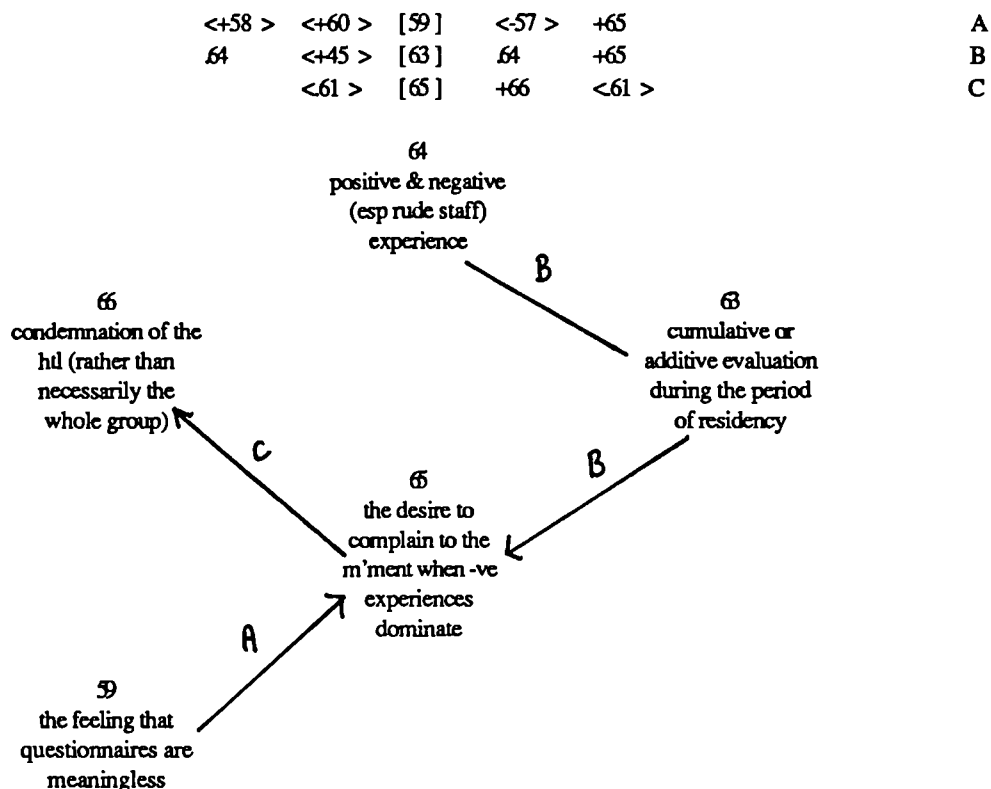 <+58 > <+60 > [59] <-57 > +65 A
.64 <+45 > [63] .64 +65 B
<.61 > [65] +66 <.61 > C
64
positive & negative
(esp rude staff)
experience
B
66
condemnation of the
htl (rather than
necessarily the
whole group)
63
cumulative or
additive evaluation
during the period
of residency
C
B
65
the desire to
complain to the
m'ment when -ve
experiences
dominate
A
59
the feeling that
questionnaires are
meaningless